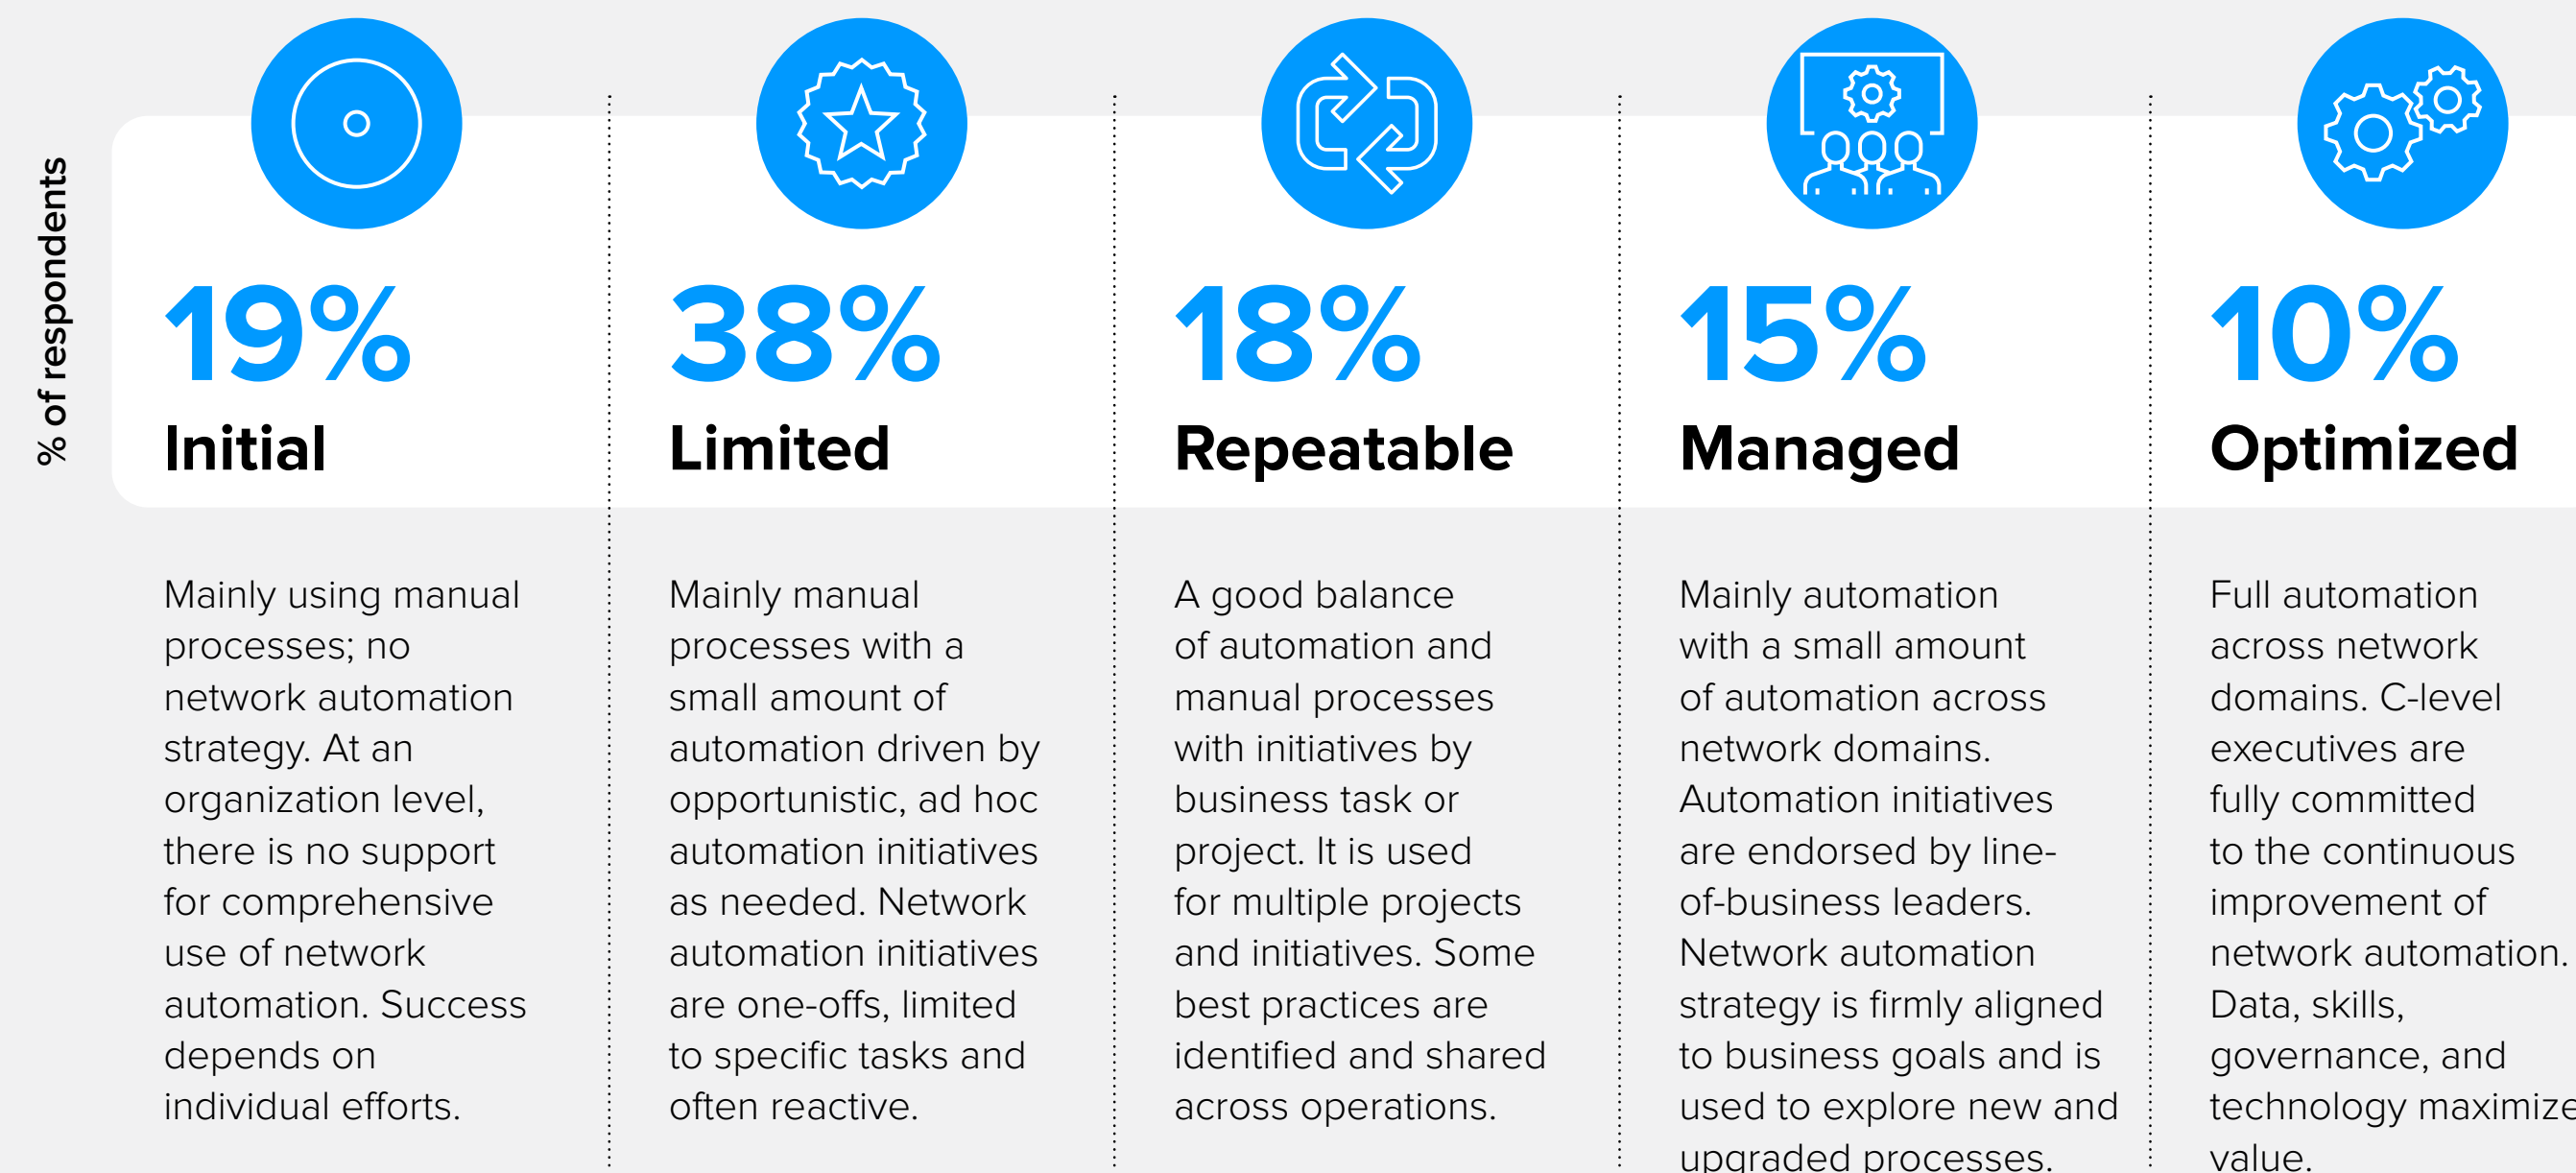 % of respondents
19%
Initial
Mainly using manual
processes; no
network automation
strategy. At an
organization level,
there is no support
for comprehensive
use of network
automation. Success
depends on
individual efforts.
38%
Limited
Mainly manual
processes with a
small amount of
automation driven by
opportunistic, ad hoc
automation initiatives
as needed. Network
automation initiatives
are one-offs, limited
to specific tasks and
often reactive.
18%
Repeatable
A good balance
of automation and
manual processes
with initiatives by
business task or
project. It is used
for multiple projects
and initiatives. Some
best practices are
identified and shared
across operations.
15%
Managed
Mainly automation
with a small amount
of automation across
network domains.
Automation initiatives
are endorsed by line-
of-business leaders.
Network automation
strategy is firmly aligned
to business goals and is
used to explore new and
upgraded processes.
10%
Optimized
Full automation
across network
domains. C-level
executives are
fully committed
to the continuous
improvement of
network automation.
Data, skills,
governance, and
technology maximize
value.